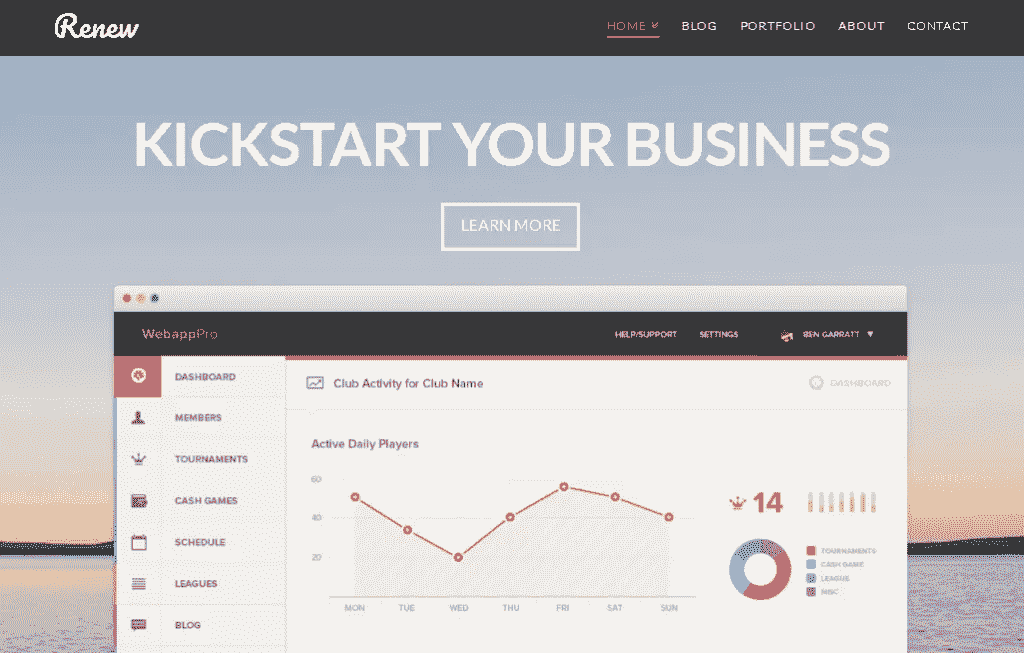 Renew
HOME BLOG PORTFOLIO ABOUT CONTACT
KICKSTART YOUR BUSINESS
LEARN MORE
WebappPro
HELP/SUPPORT SETTINGS BEN GARRATT
DASHBOARD
MEMBERS
TOURNAMENTS
CASH GAMES
SCHEDULE
LEAGUES
BLOG
Club Activity for Club Name
DASHBOARD
Active Daily Players
60
40
20
MON TUE WED THU FRI SAT SUN
14
TOURNAMENTS
CASH GAME
LEAGUE
MISC